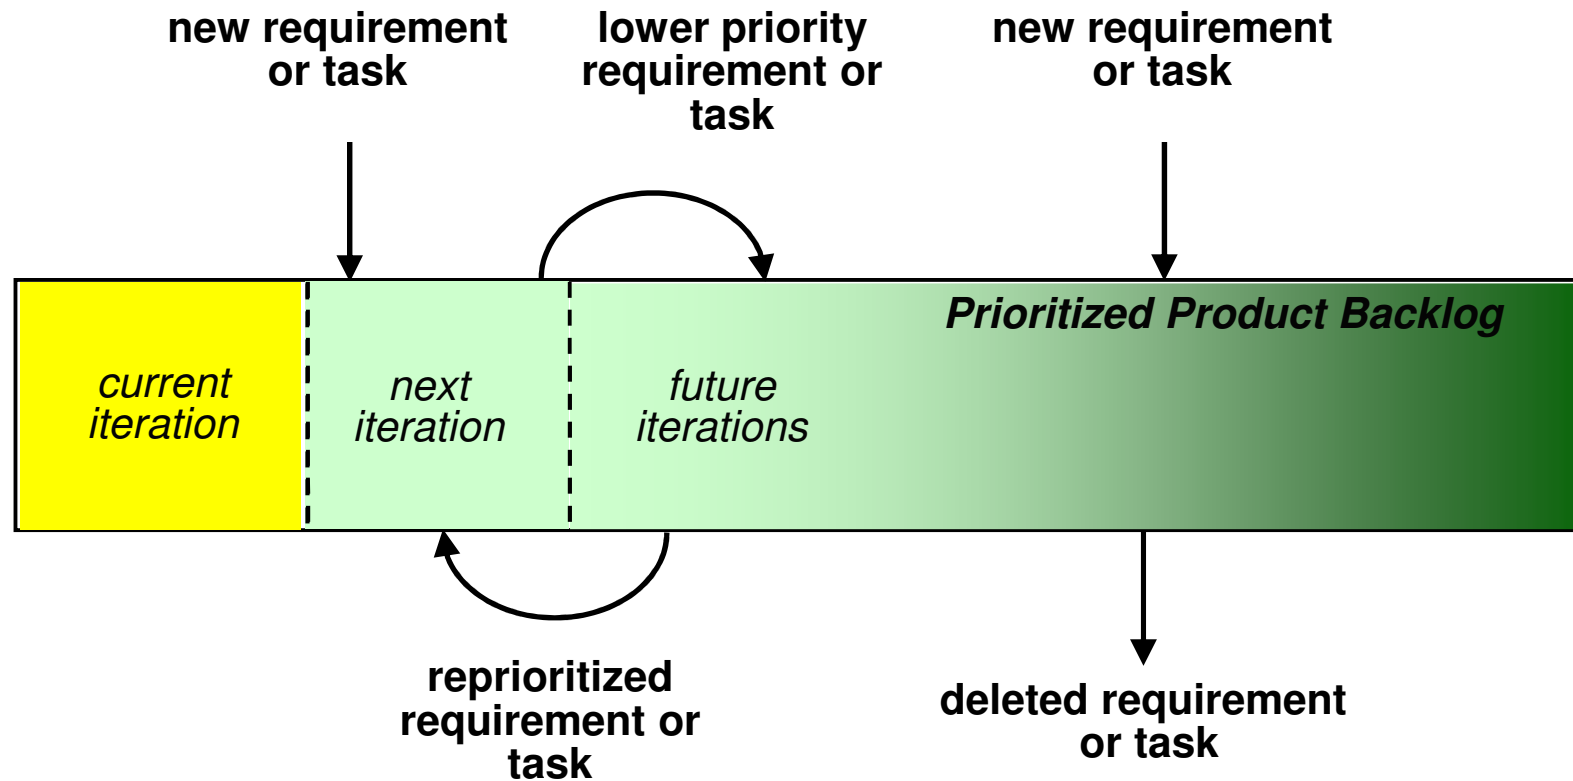 new requirement
or task
lower priority
requirement or
task
new requirement
or task
Prioritized Product Backlog
current
iteration
next
iteration
future
iterations
reprioritized
requirement or
task
deleted requirement
or task